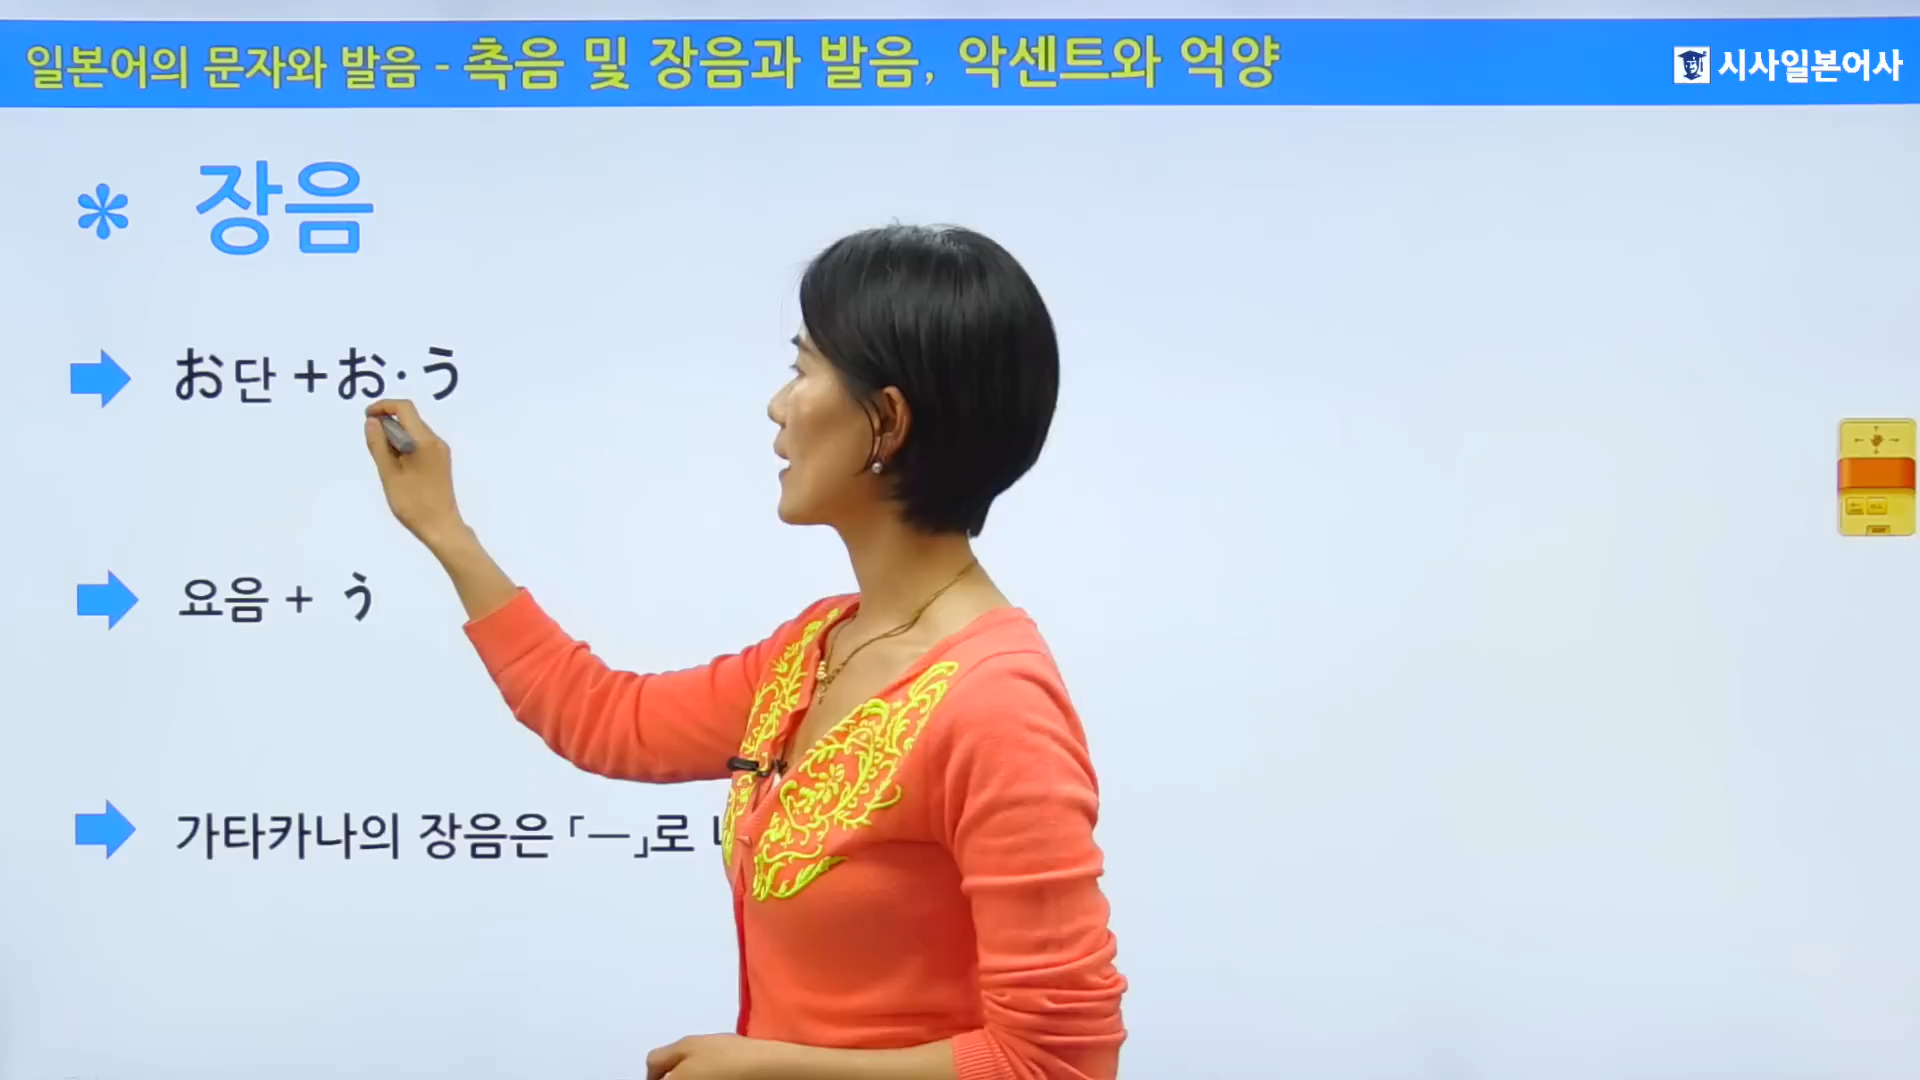 일본어의 문자와 발음 - 촉음 및 장음과 발음, 악센트와 억양
시사일본어사
* 장음
お단 +お·う
요음 + う
가타카나의 장음은 「ー」로